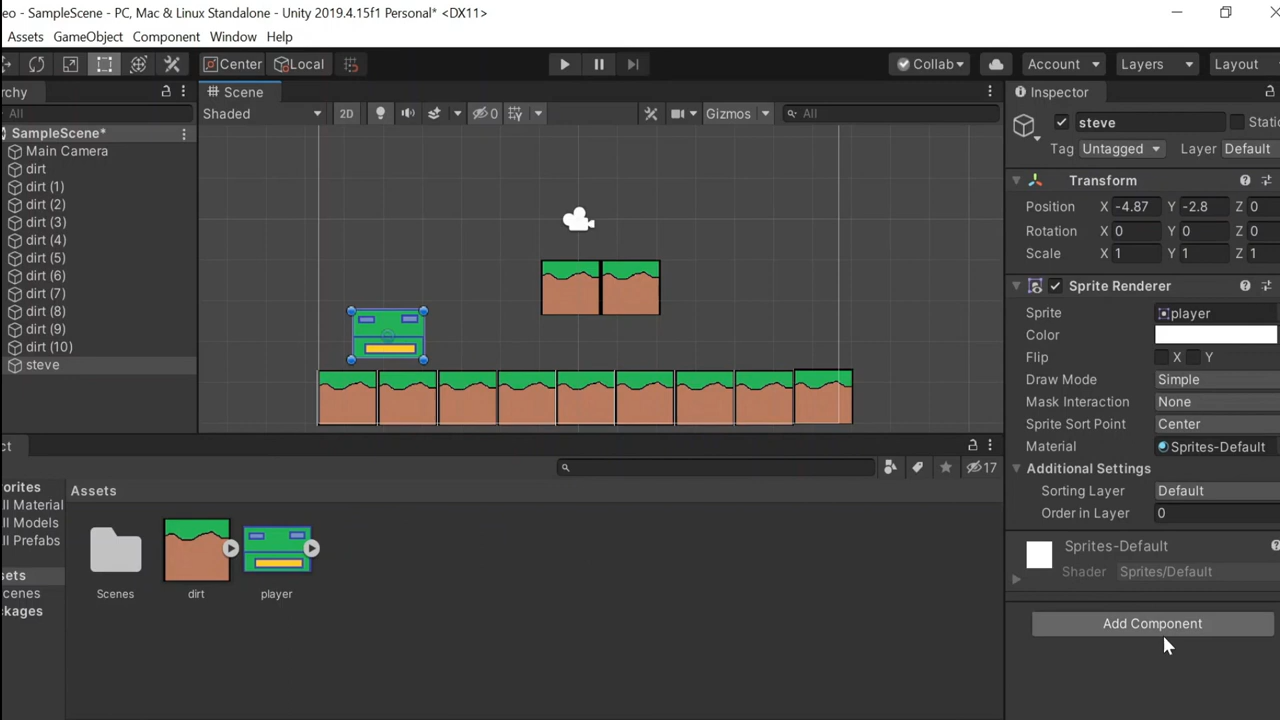 eo - SampleScene - PC, Mac & Linux Standalone - Unity 2019.4.15f1 Personal* <DX11>
Assets GameObject Component Window Help
Center Local Collab Account Layers Layout
rchy
All
SampleScene*
Main Camera
dirt
dirt (1)
dirt (2)
dirt (3)
dirt (4)
dirt (5)
dirt (6)
dirt (7)
dirt (8)
dirt (9)
dirt (10)
steve
Scene
Shaded 2D 0 Gizmos All
Inspector
steve Stati
Tag Untagged Layer Default
Transform
Position X -4.87 Y -2.8 Z 0
Rotation X 0 Y 0 Z 0
Scale X 1 Y 1 Z 1
Sprite Renderer
Sprite player
Color
Flip X Y
Draw Mode Simple
Mask Interaction None
Sprite Sort Point Center
Material Sprites-Default
Additional Settings
Sorting Layer Default
Order in Layer 0
Sprites-Default
Shader Sprites/Default
Add Component
ct
17
vorites
ll Material
ll Models
ll Prefabs
sets
cenes
ckages
Assets
Scenes dirt player